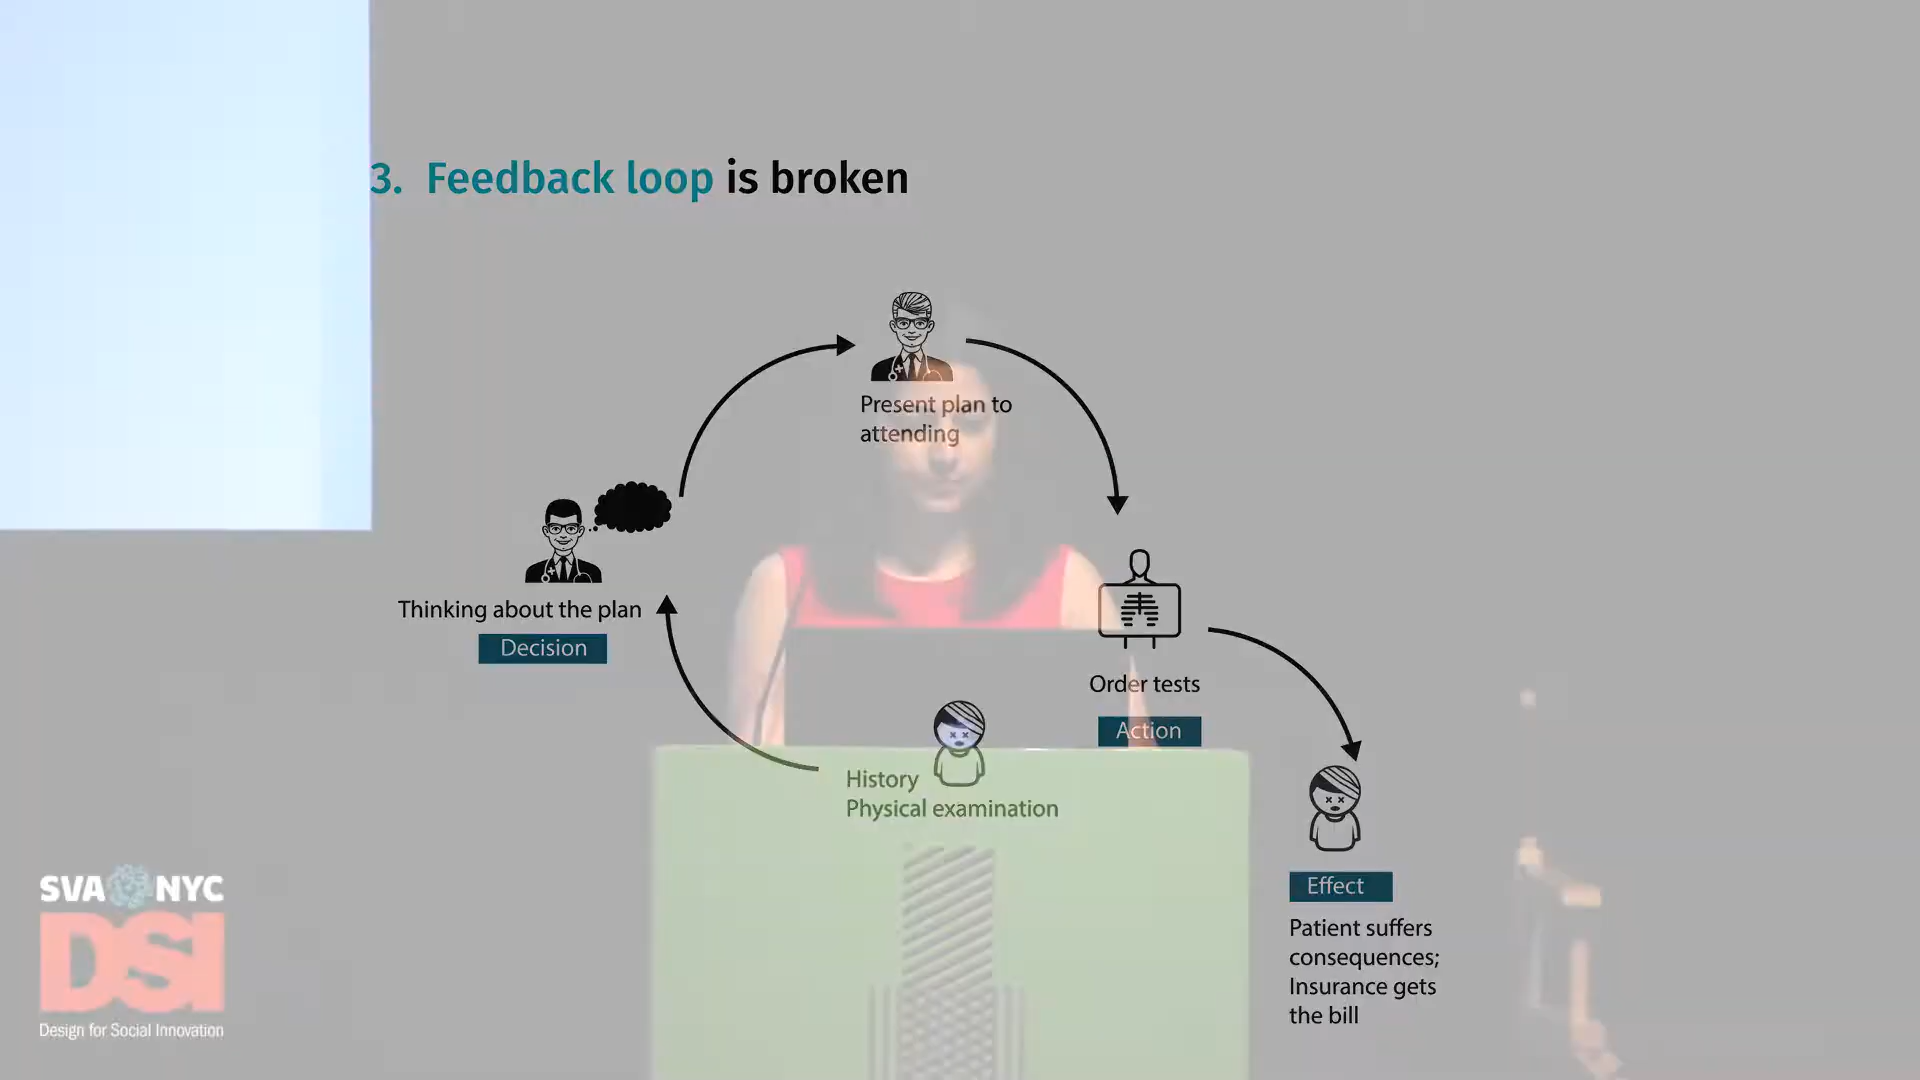 3. Feedback loop is broken
Present plan to
attending
Thinking about the plan
Decision
Order tests
Action
History
Physical examination
Effect
Patient suffers
consequences;
Insurance gets
the bill
SVA NYC
DSI
Design for Social Innovation